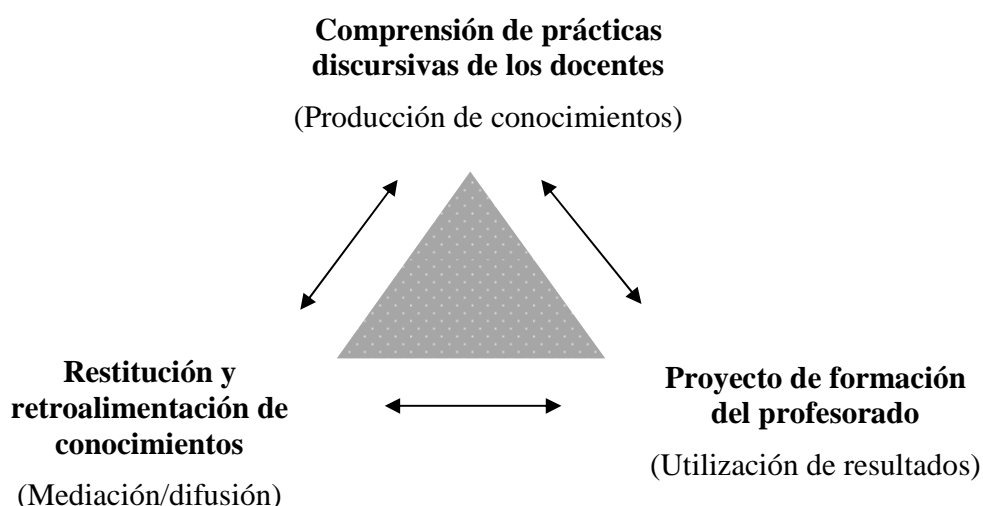 Comprensión de prácticas
discursivas de los docentes
(Producción de conocimientos)
Restitución y
retroalimentación de
conocimientos
(Mediación/difusión)
Proyecto de formación
del profesorado
(Utilización de resultados)